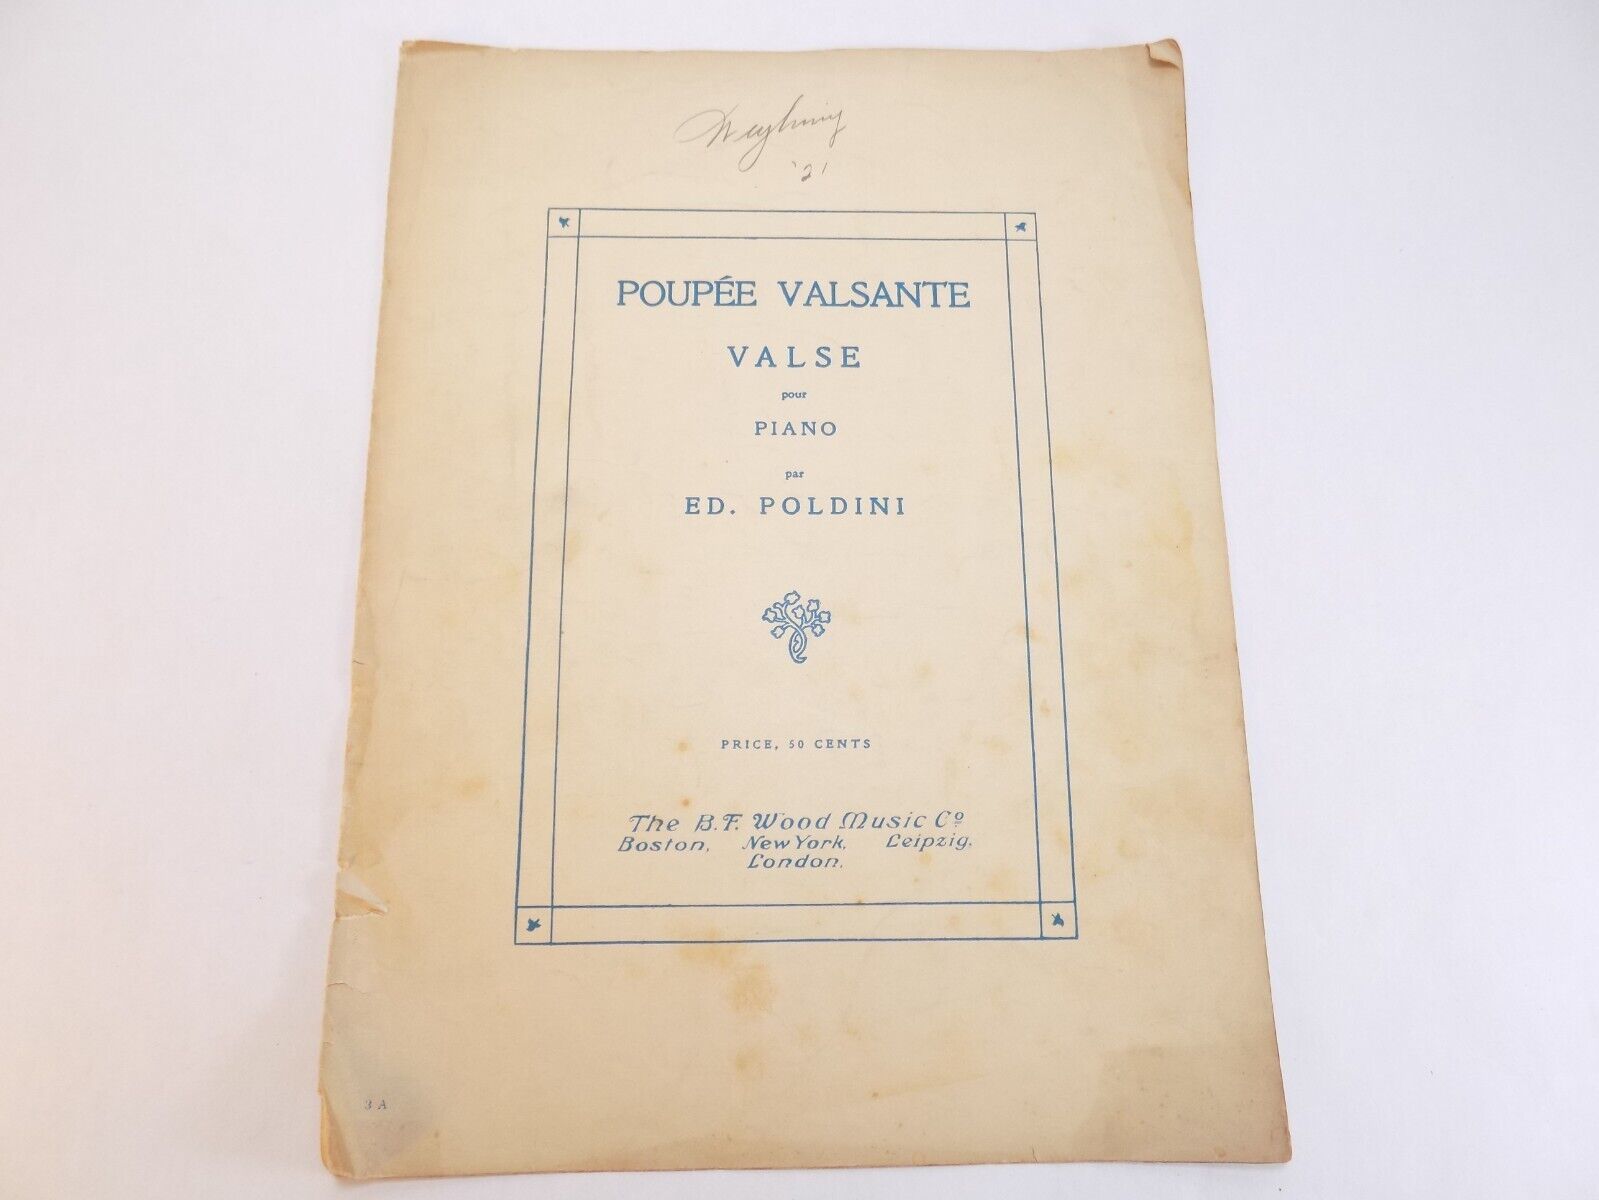 '21
POUPÉE VALSANTE
VALSE
pour
PIANO
par
ED. POLDINI
PRICE, 50 CENTS
The B.F. Wood Music Co
Boston, New York, Leipzig,
London.
3 A